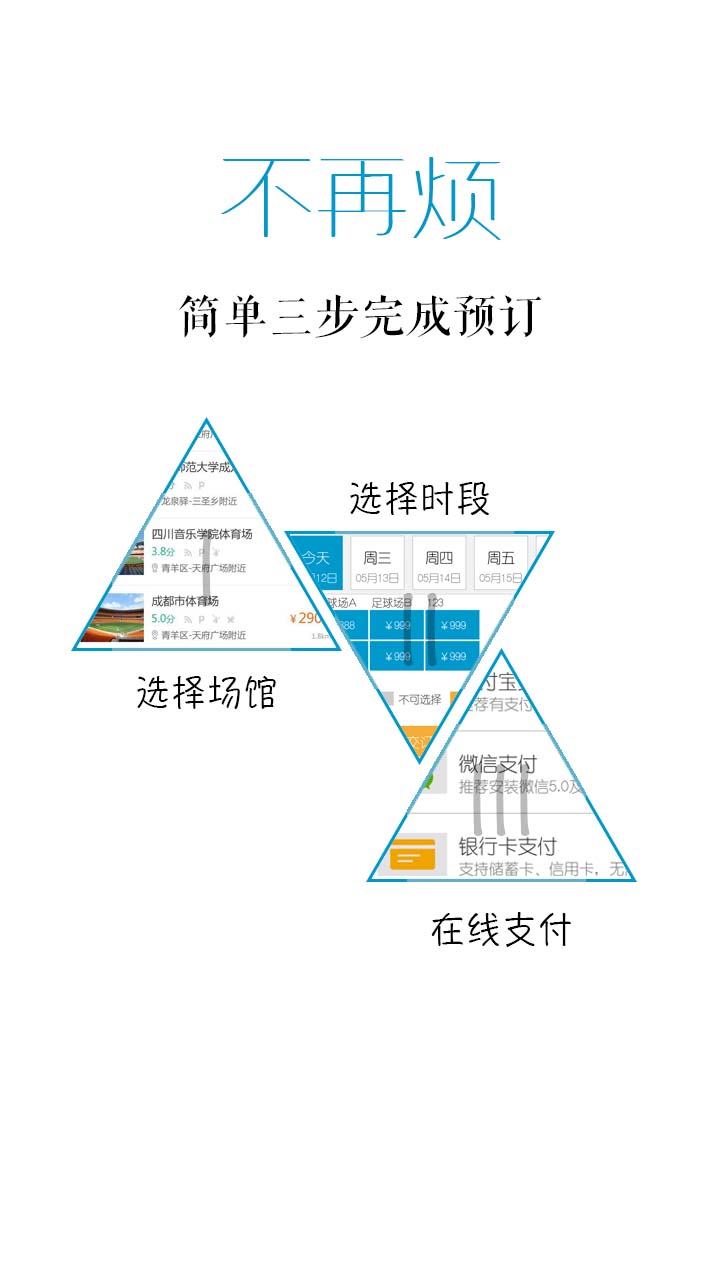 不再烦
简单三步完成预订
师范大学成
P
龙泉驿-三圣乡附近
四川音乐学院体育场
3.8分 P
青羊区-天府广场附近
成都市体育场
5.0分 P ¥290
青羊区-天府广场附近 1.8k
I
选择场馆
选择时段
今天 周三 周四 周五
12日 05月13日 05月14日 05月15日
球场A 足球场B 123
888 ¥999 ¥999
¥999 ¥999
II
不可选择
付宝
荐有支付
微信支付
推荐安装微信5.0及
III
银行卡支付
支持储蓄卡、信用卡，无
在线支付